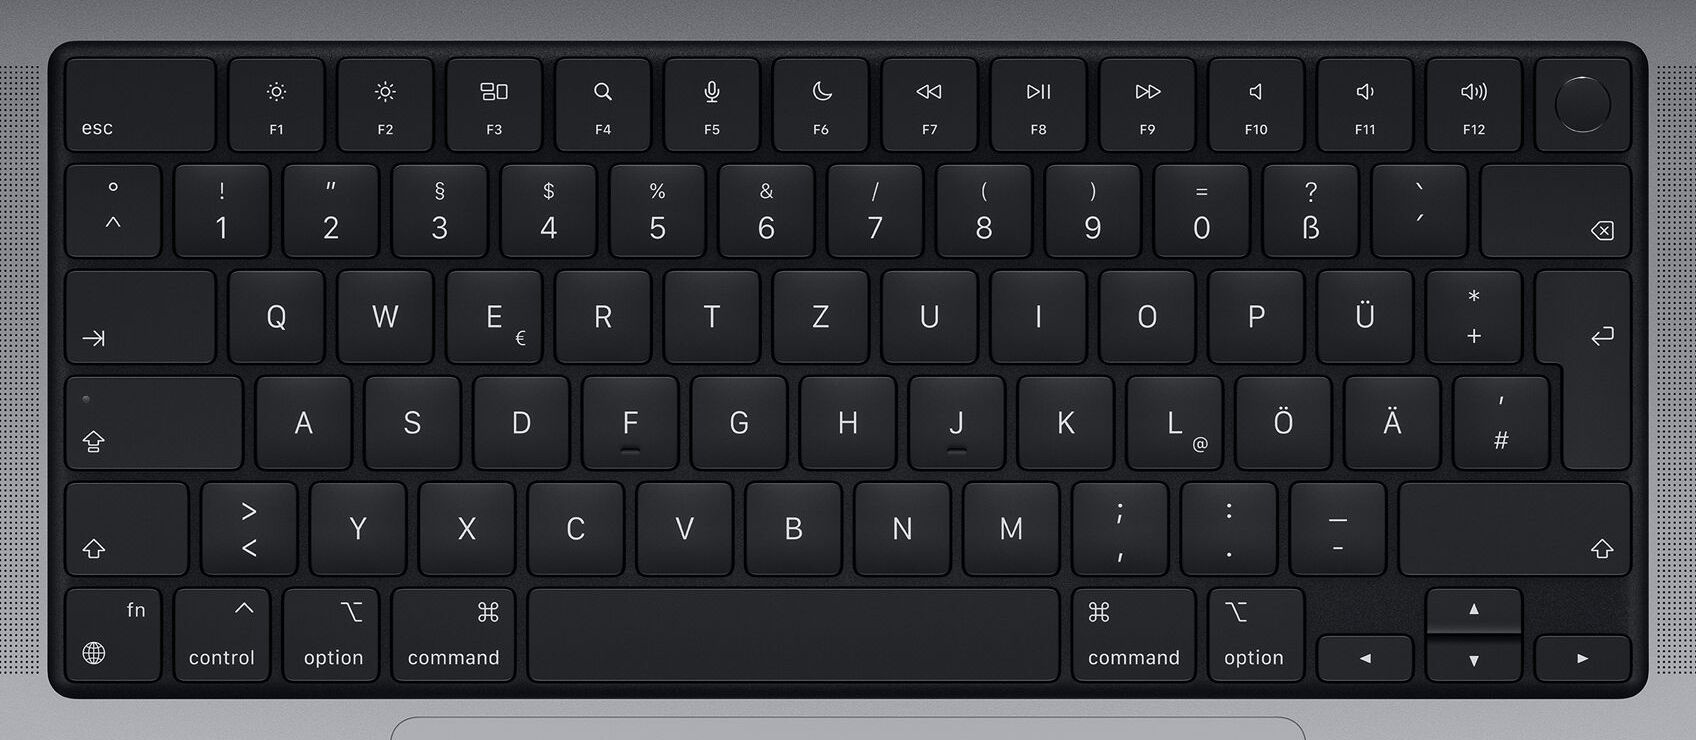 esc F1 F2 F3 F4 F5 F6 F7 F8 F9 F10 F11 F12
° ! " § $ % & / ( ) = ? `
^ 1 2 3 4 5 6 7 8 9 0 ß ´
Q W E € R T Z U I O P Ü * +
A S D F G H J K L @ Ö Ä ' #
> < Y X C V B N M ; , : . _ -
fn ^ ⌥ ⌘ ⌘ ⌥
control option command command option